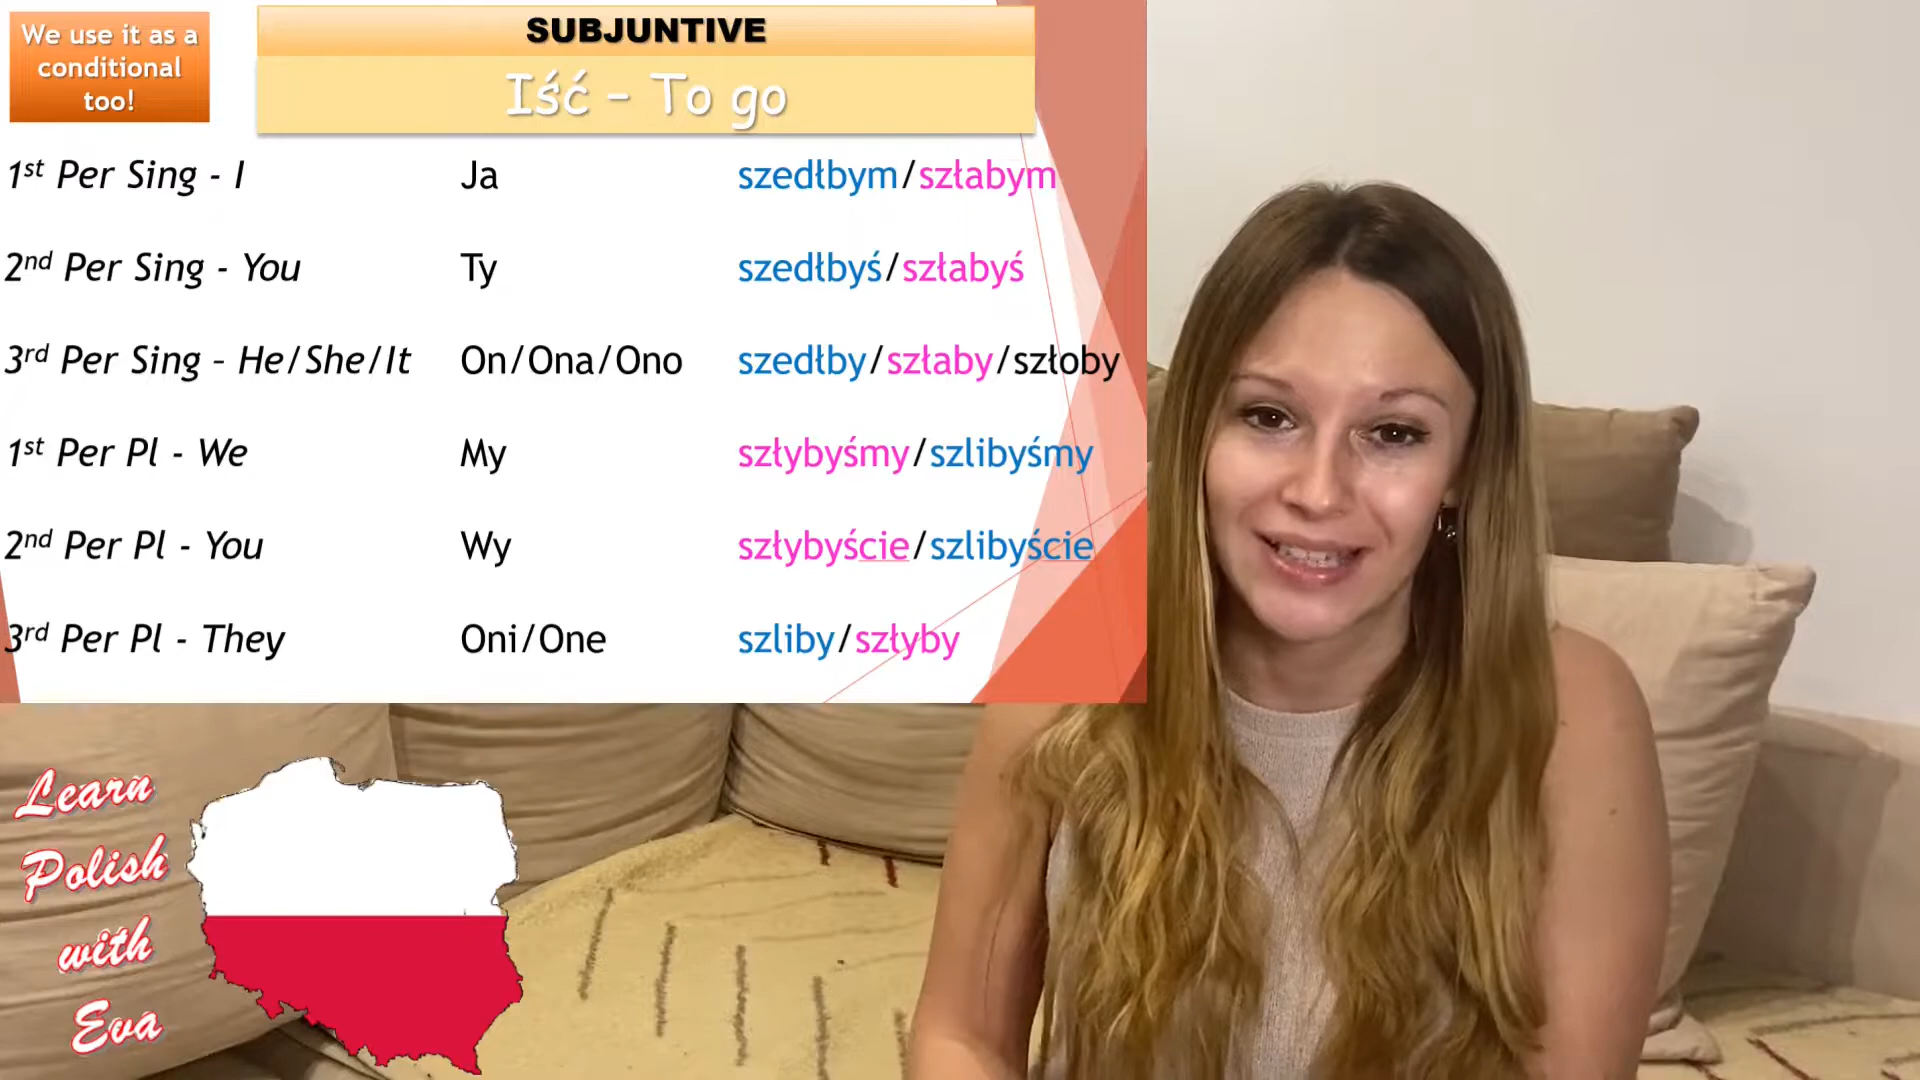 We use it as a
conditional
too!
SUBJUNTIVE
Iść - To go
1st Per Sing - I Ja szedłbym/szłabym
2nd Per Sing - You Ty szedłbyś/szłabyś
3rd Per Sing – He/She/It On/Ona/Ono szedłby/szłaby/szłoby
1st Per Pl - We My szłybyśmy/szlibyśmy
2nd Per Pl - You Wy szłybyście/szlibyście
3rd Per Pl - They Oni/One szliby/szłyby
Learn
Polish
with
Eva